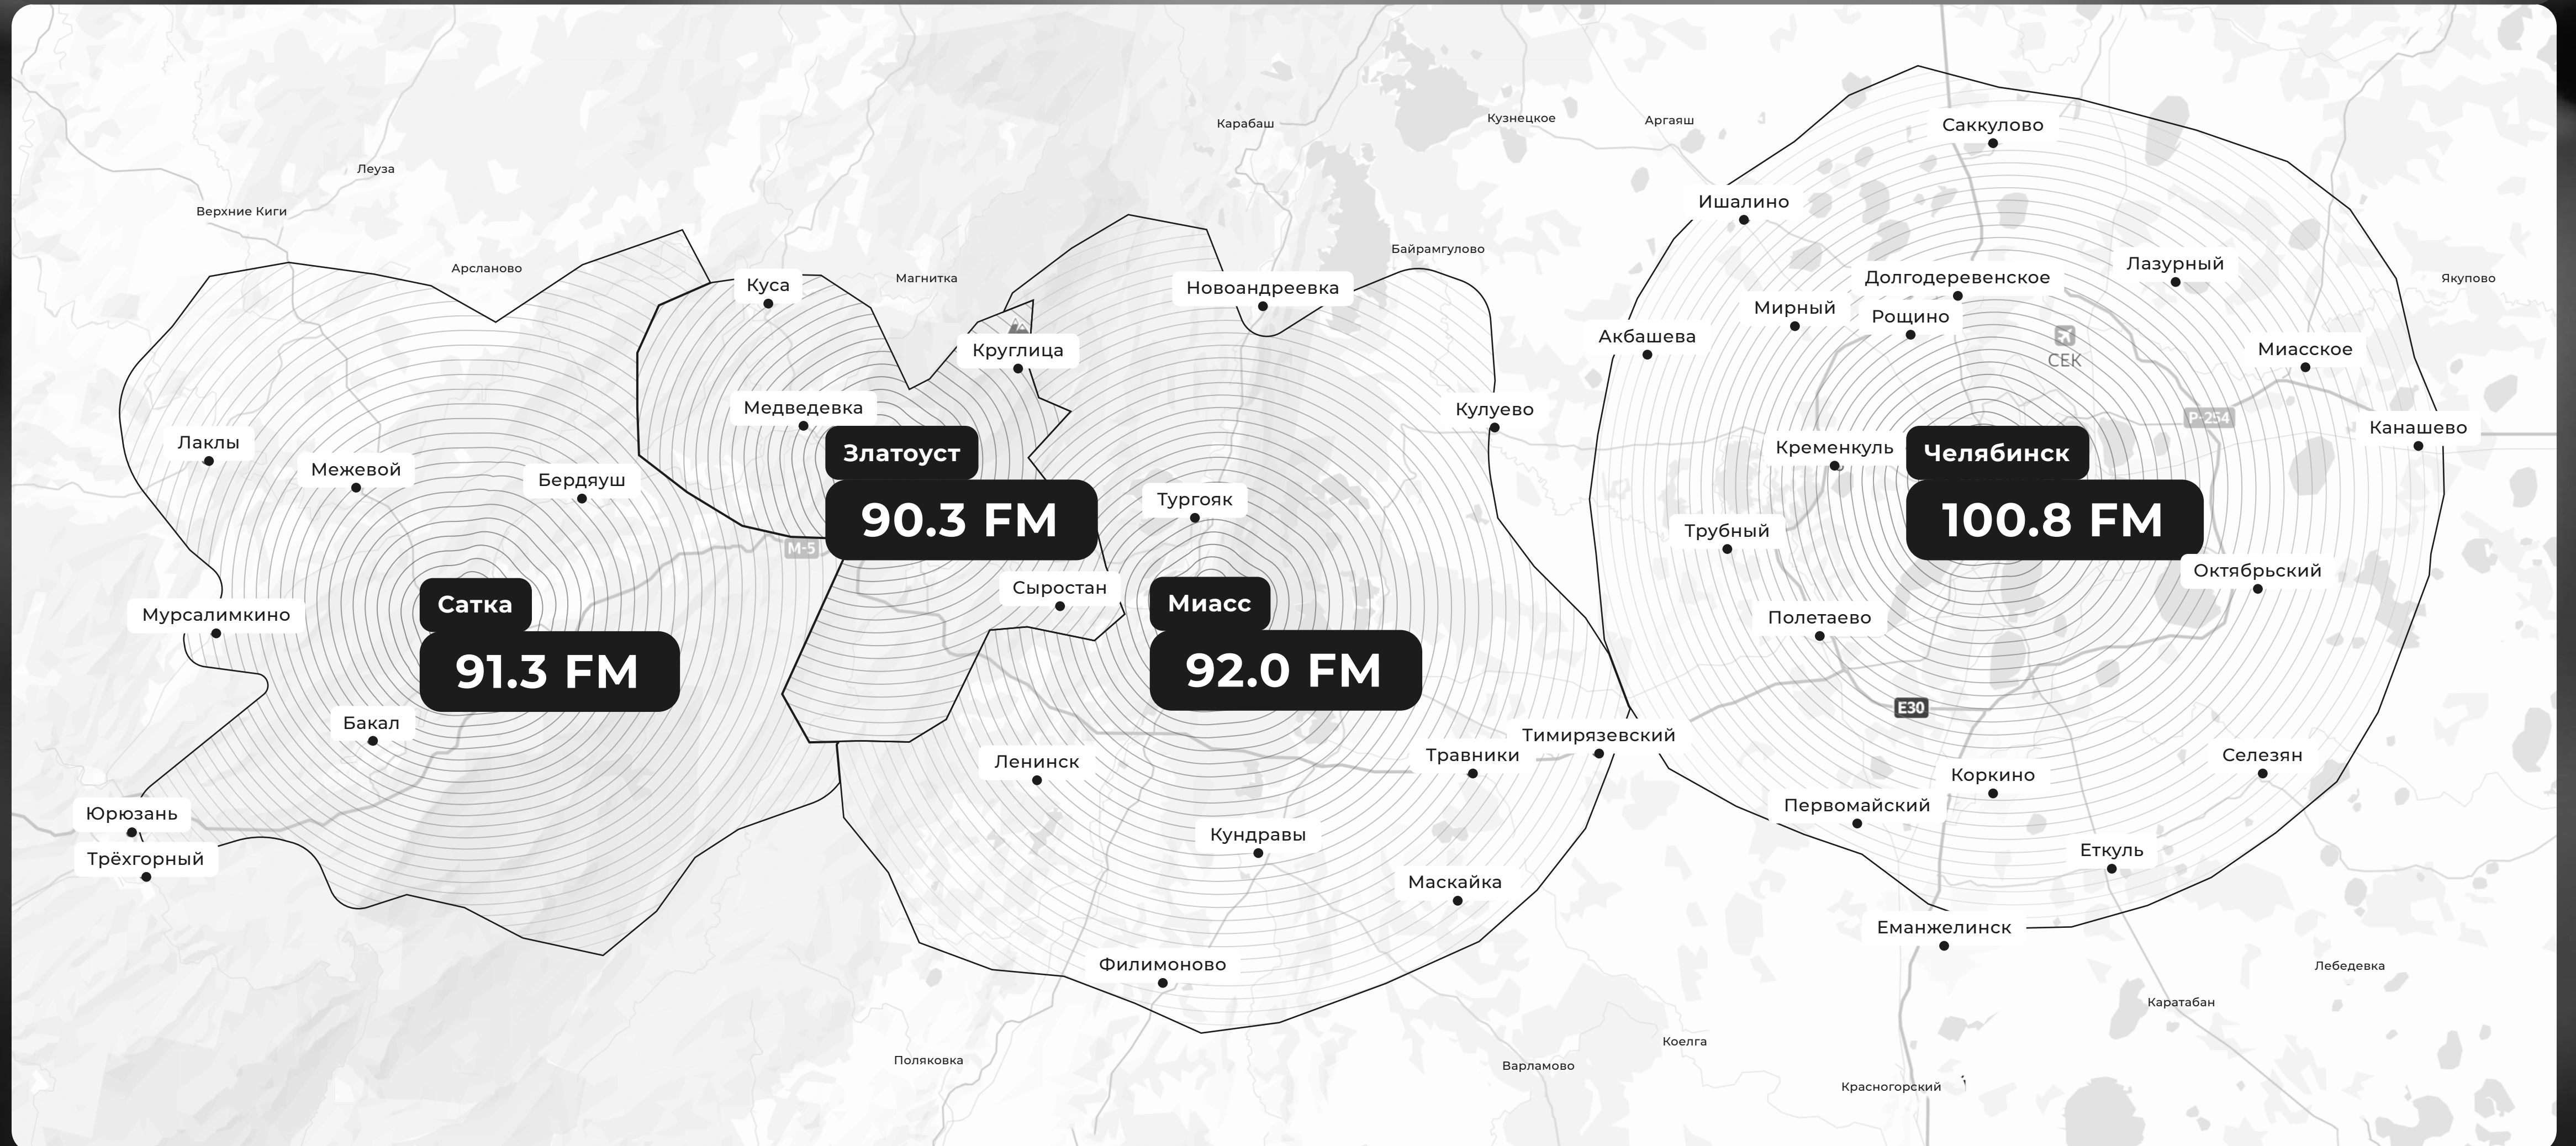 Саккулово
Кузнецкое
Аргаяш
Карабаш
Леуза
Ишалино
Верхние Киги
Байрамгулово
Лазурный
Арсланово
Магнитка
Долгодеревенское
Якупово
Куса
Новоандреевка
Мирный
Рощино
Акбашева
Круглица
Миасское
СЕК
Медведевка
Кулуево
P-254
Канашево
Лаклы
Златоуст
Кременкуль
Челябинск
Межевой
Бердяуш
Тургояк
90.3 FM
100.8 FM
Трубный
М-5
Октябрьский
Сыростан
Сатка
Миасс
Мурсалимкино
Полетаево
91.3 FM
92.0 FM
E30
Бакал
Тимирязевский
Травники
Селезян
Ленинск
Коркино
Первомайский
Юрюзань
Кундравы
Еткуль
Трёхгорный
Маскайка
Еманжелинск
Филимоново
Лебедевка
Каратабан
Коелга
Поляковка
Варламово
Красногорский